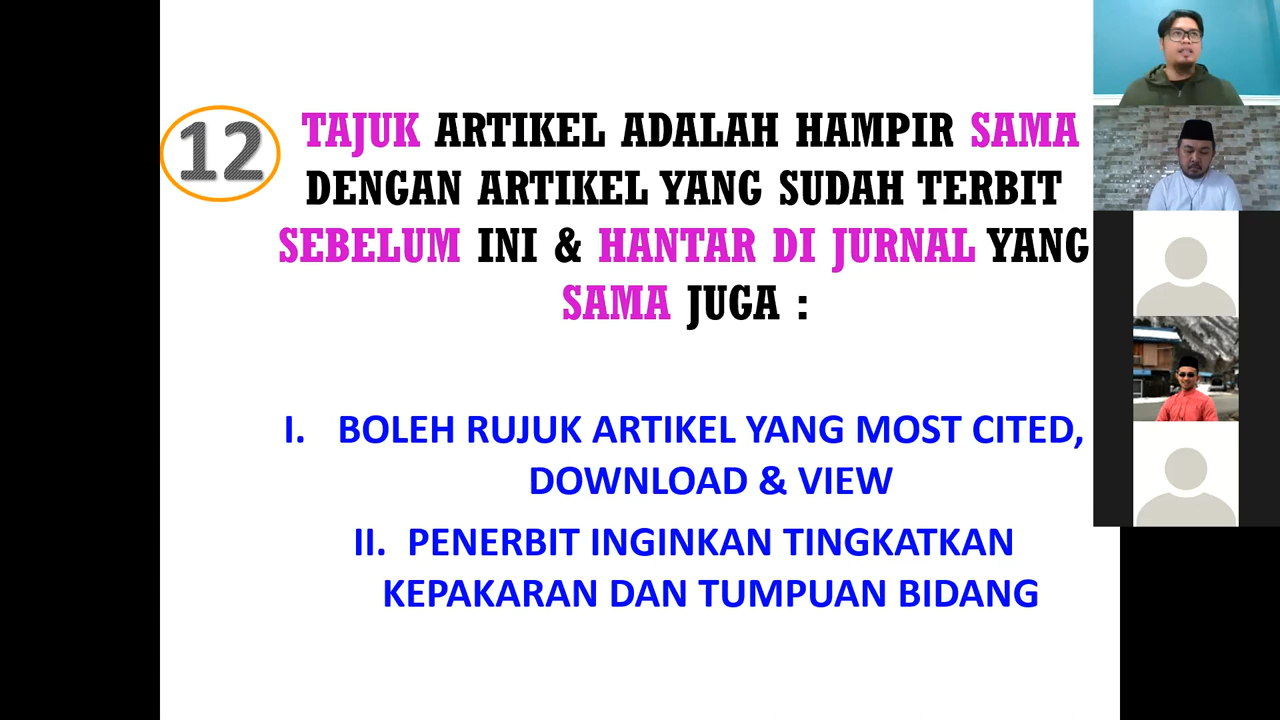 12
TAJUK ARTIKEL ADALAH HAMPIR SAMA
DENGAN ARTIKEL YANG SUDAH TERBIT
SEBELUM INI & HANTAR DI JURNAL YANG
SAMA JUGA :
I. BOLEH RUJUK ARTIKEL YANG MOST CITED,
DOWNLOAD & VIEW
II. PENERBIT INGINKAN TINGKATKAN
KEPAKARAN DAN TUMPUAN BIDANG